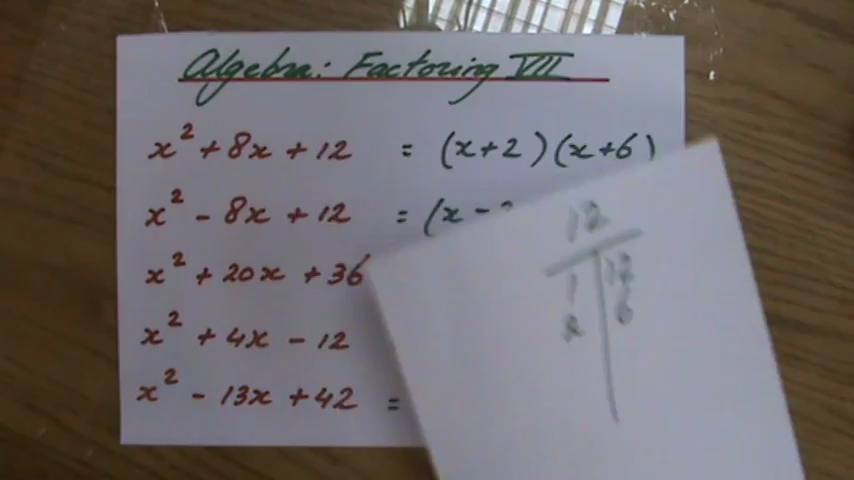 Algebra: Factoring VII
x² + 8x + 12 = (x+2)(x+6)
x² - 8x + 12 = (x -
x² + 20x + 36
x² + 4x - 12
x² - 13x + 42 =
12
1 12
2 6